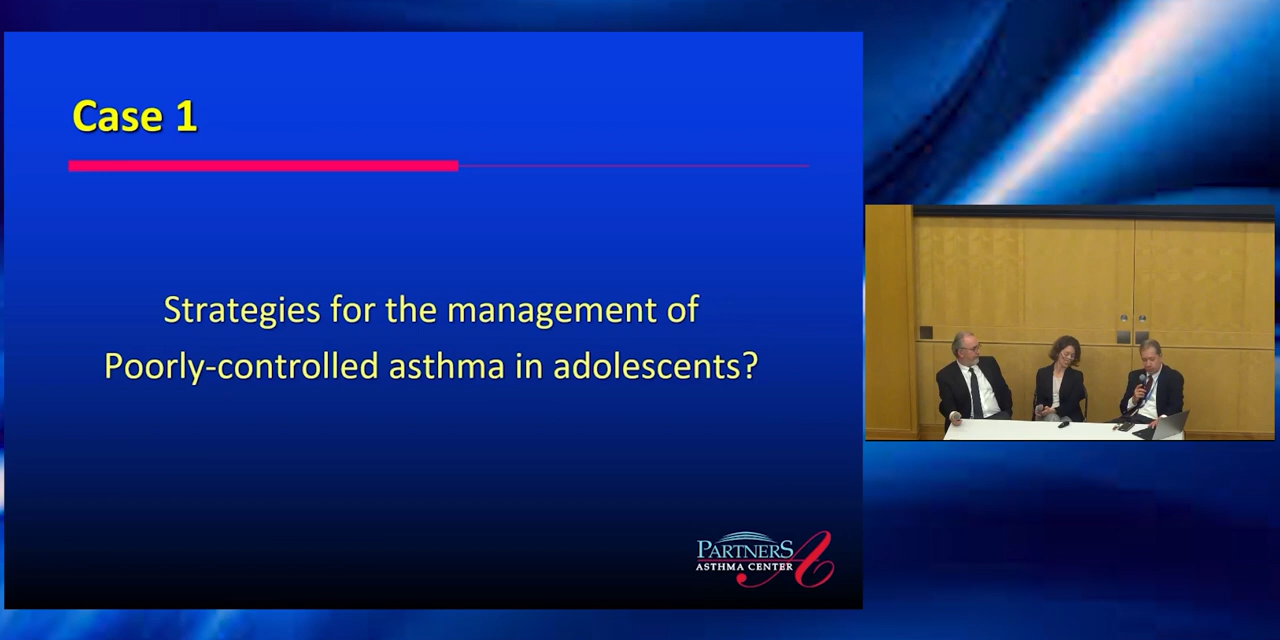 Case 1
Strategies for the management of
Poorly-controlled asthma in adolescents?
PARTNERS
ASTHMA CENTER